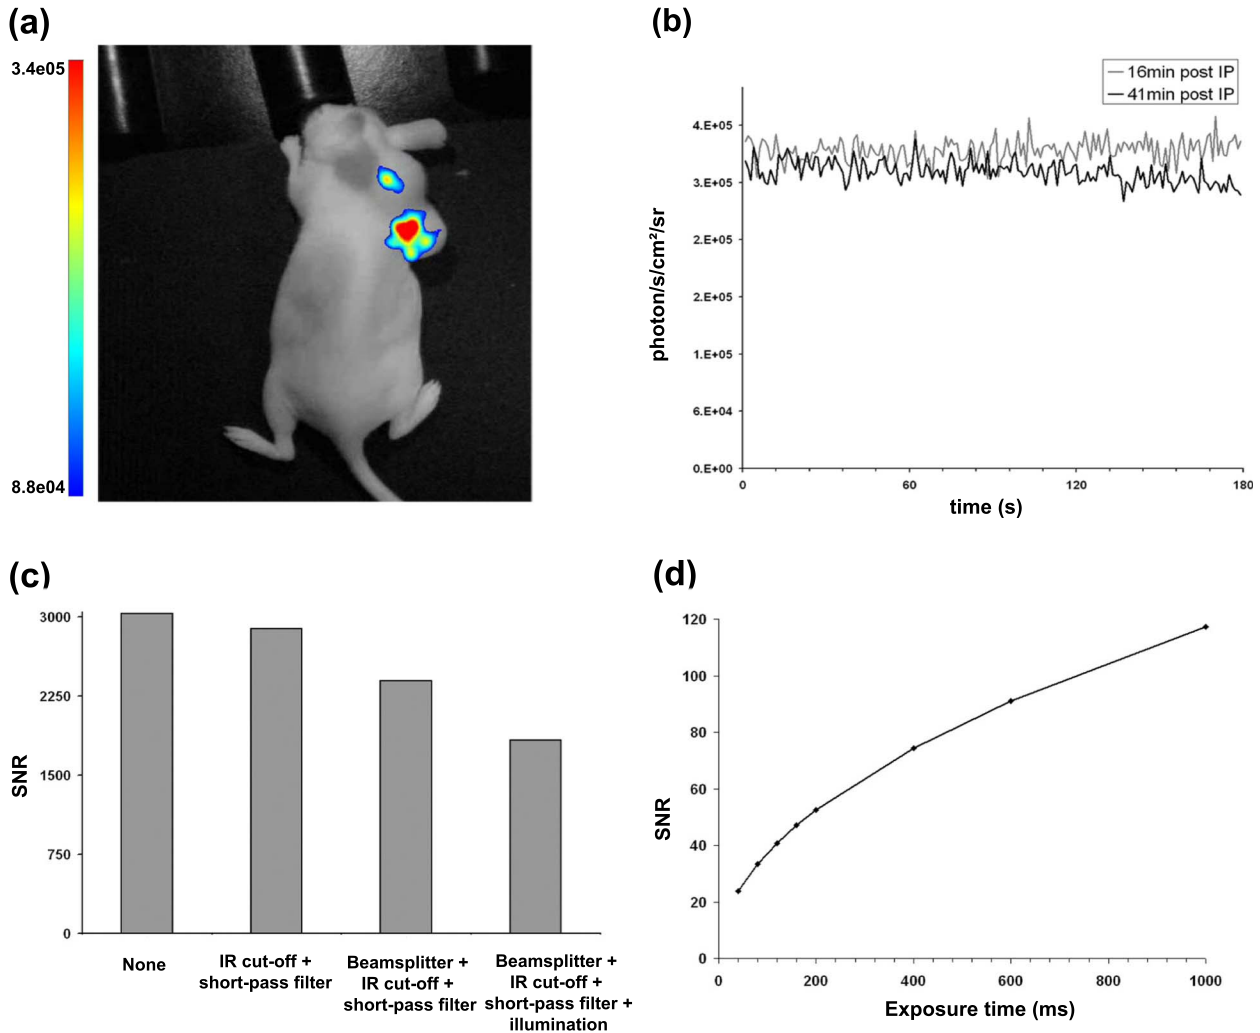 (a)
3.4e05
8.8e04
(b)
16min post IP
41min post IP
4.E+05
3.E+05
2.E+05
2.E+05
1.E+05
6.E+04
0.E+00
0
60
120
180
photon/s/cm²/sr
time (s)
(c)
3000
2250
1500
750
0
SNR
None
IR cut-off +
short-pass filter
Beamsplitter +
IR cut-off +
short-pass filter
Beamsplitter +
IR cut-off +
short-pass filter +
illumination
(d)
120
100
80
60
40
20
0
SNR
0
200
400
600
800
1000
Exposure time (ms)